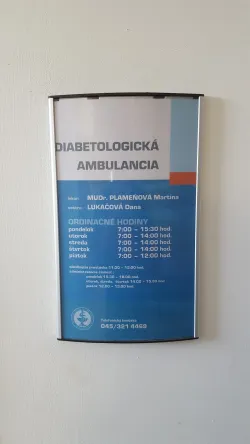 DIABETOLOGICKÁ
AMBULANCIA
MUDr. PLAMEŇOVÁ Martina
LUKÁČOVÁ Dana
ORDINAČNÉ HODINY
pondelok 7:00 - 15:30 hod.
utorok 7:00 - 14:00 hod.
streda 7:00 - 14:00 hod.
štvrtok 7:00 - 14:00 hod.
piatok 7:00 - 12:00 hod.
045/321 4468